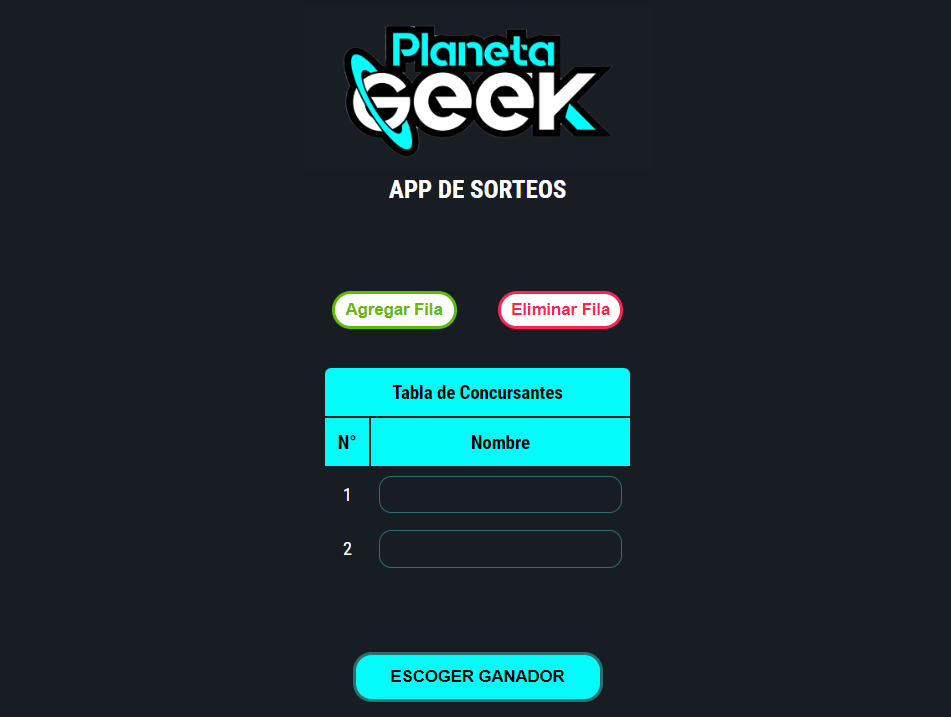 Planeta
GEEK
APP DE SORTEOS
Agregar Fila
Eliminar Fila
Tabla de Concursantes
N°
Nombre
1
2
ESCOGER GANADOR